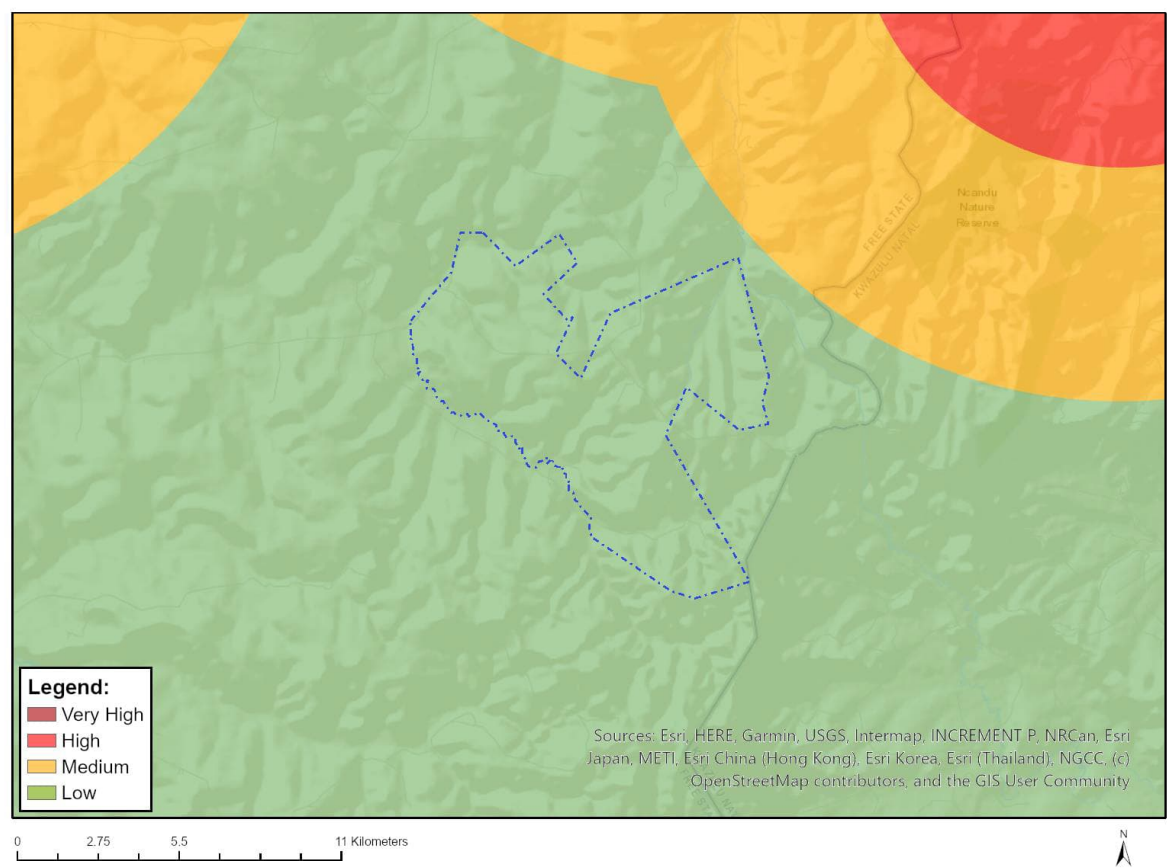 Ncandu
Nature
Reserve
FREE STATE
KWAZULU NATAL
Legend:
Very High
High
Medium
Low
Sources: Esri, HERE, Garmin, USGS, Intermap, INCREMENT P, NRCan, Esri
Japan, METI, Esri China (Hong Kong), Esri Korea, Esri (Thailand), NGCC, (c)
OpenStreetMap contributors, and the GIS User Community
0 2.75 5.5 11 Kilometers
N